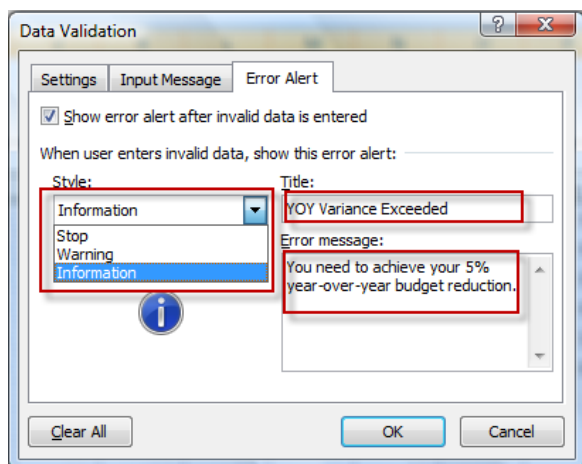 Data Validation
Settings Input Message Error Alert
Show error alert after invalid data is entered
When user enters invalid data, show this error alert:
Style: Title:
Information YOY Variance Exceeded
Stop
Warning
Information
Error message:
You need to achieve your 5%
year-over-year budget reduction.
Clear All OK Cancel